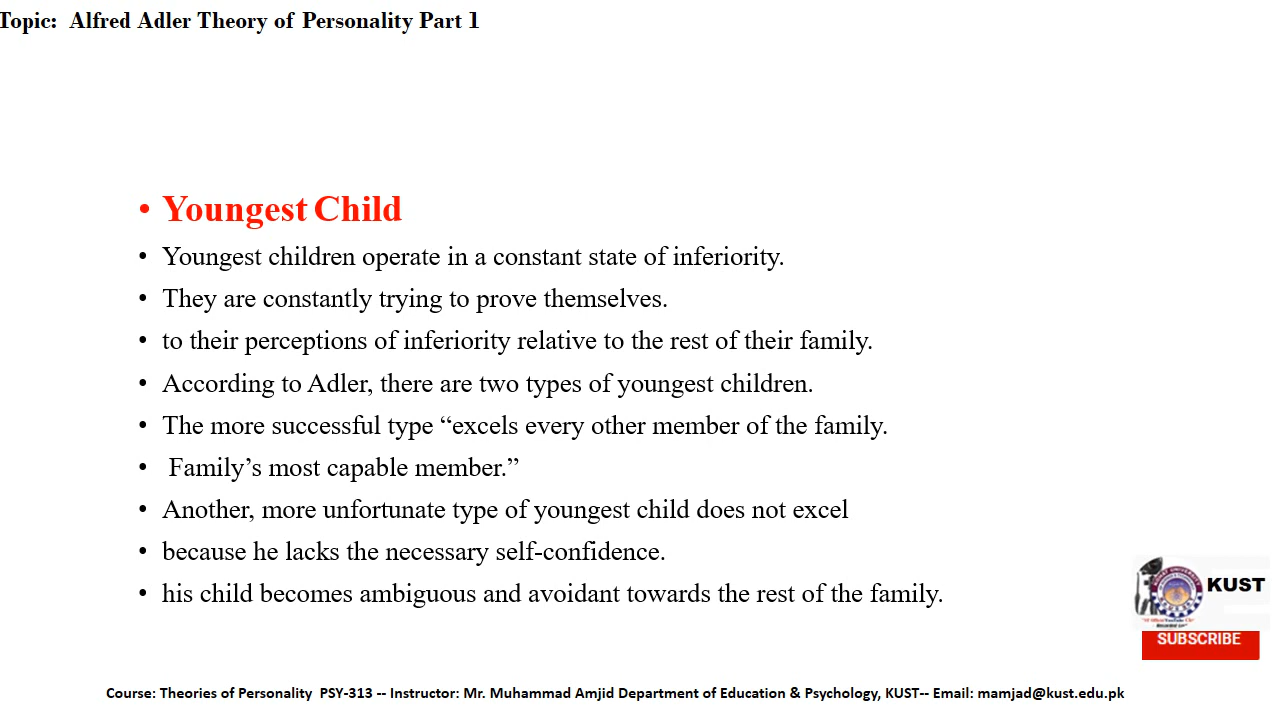 Topic: Alfred Adler Theory of Personality Part 1
• Youngest Child
• Youngest children operate in a constant state of inferiority.
• They are constantly trying to prove themselves.
• to their perceptions of inferiority relative to the rest of their family.
• According to Adler, there are two types of youngest children.
• The more successful type “excels every other member of the family.
• Family’s most capable member.”
• Another, more unfortunate type of youngest child does not excel
• because he lacks the necessary self-confidence.
• his child becomes ambiguous and avoidant towards the rest of the family.
KUST
SUBSCRIBE
Course: Theories of Personality PSY-313 -- Instructor: Mr. Muhammad Amjid Department of Education & Psychology, KUST-- Email: mamjad@kust.edu.pk